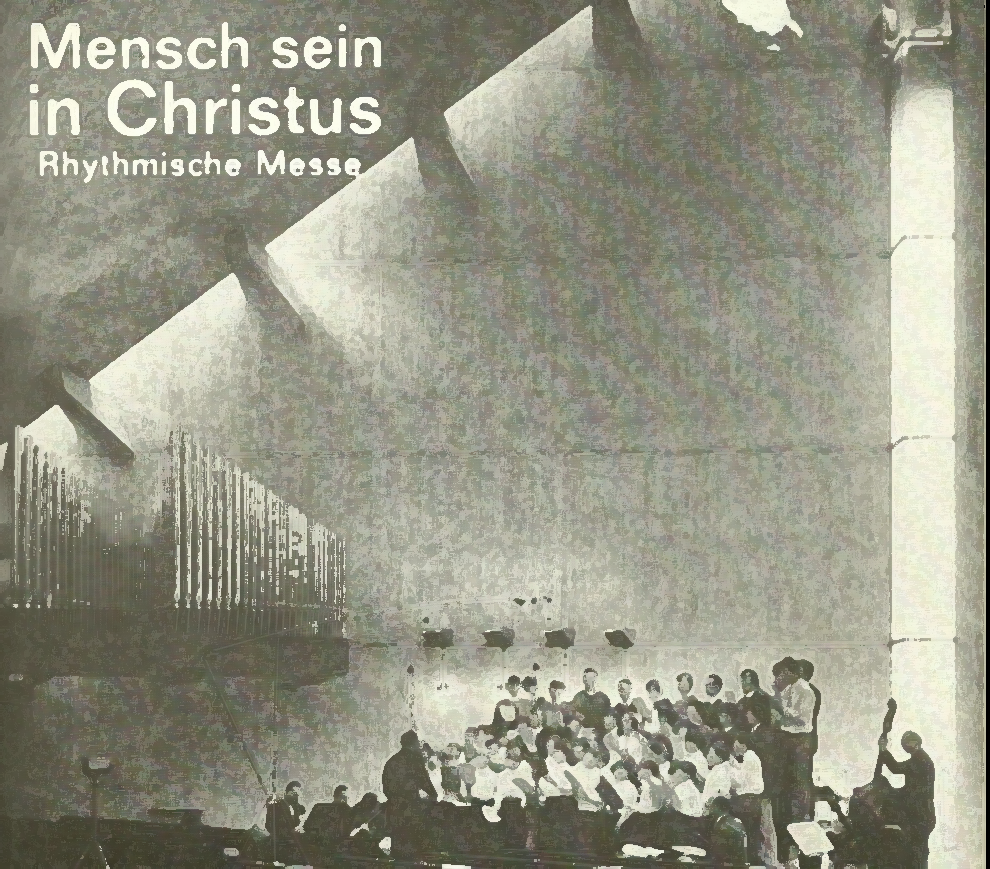 Mensch sein
in Christus
Rhythmische Messe